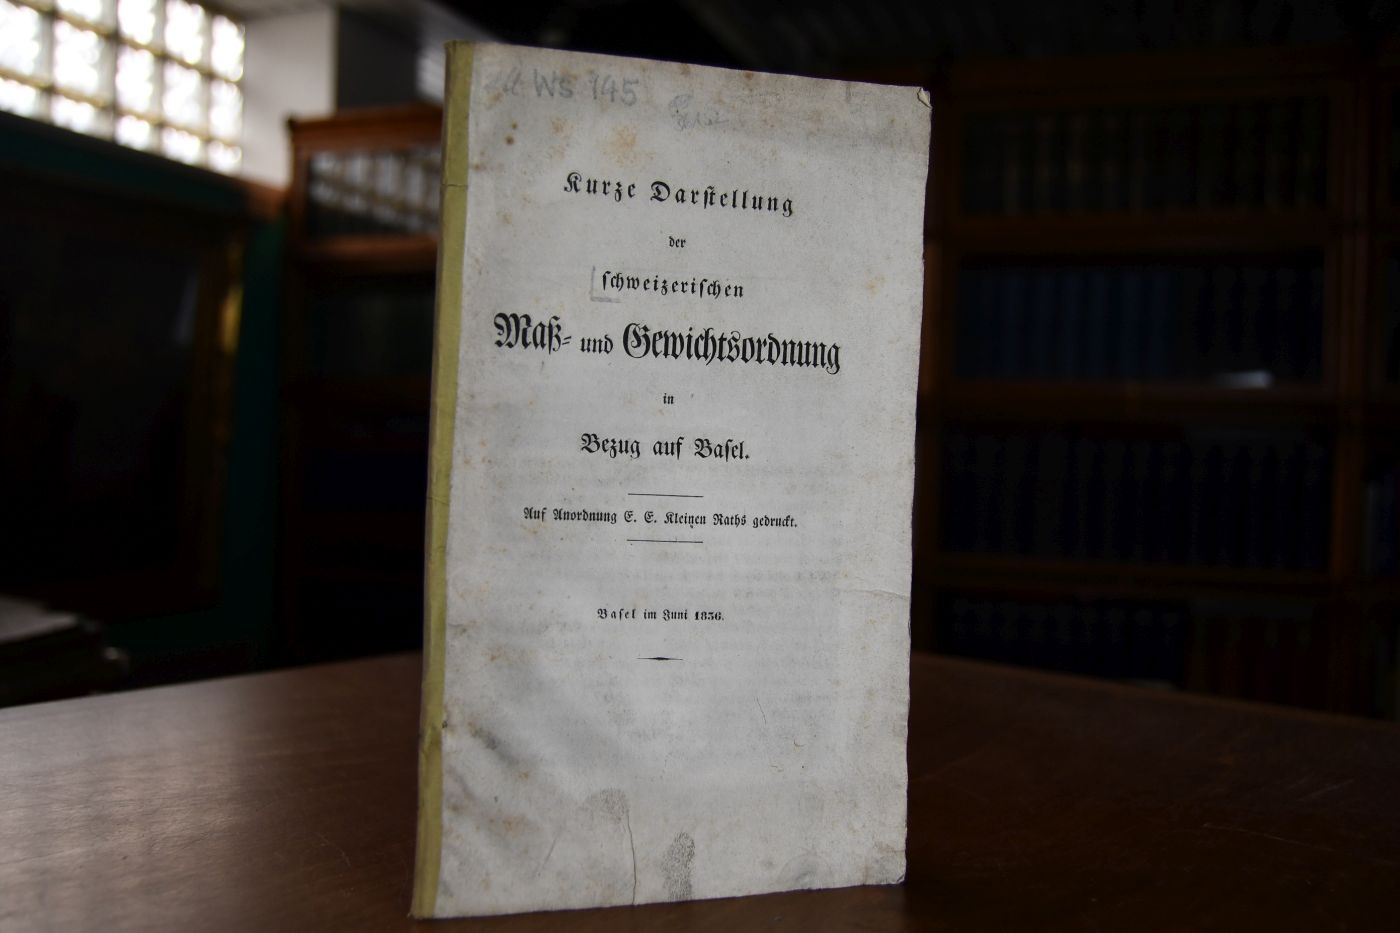 Ws 945
Kurze Darstellung
der
schweizerischen
Maß- und Gewichtsordnung
in
Bezug auf Basel.
Auf Anordnung E. E. Kleinen Raths gedruckt.
Basel im Juni 1836.